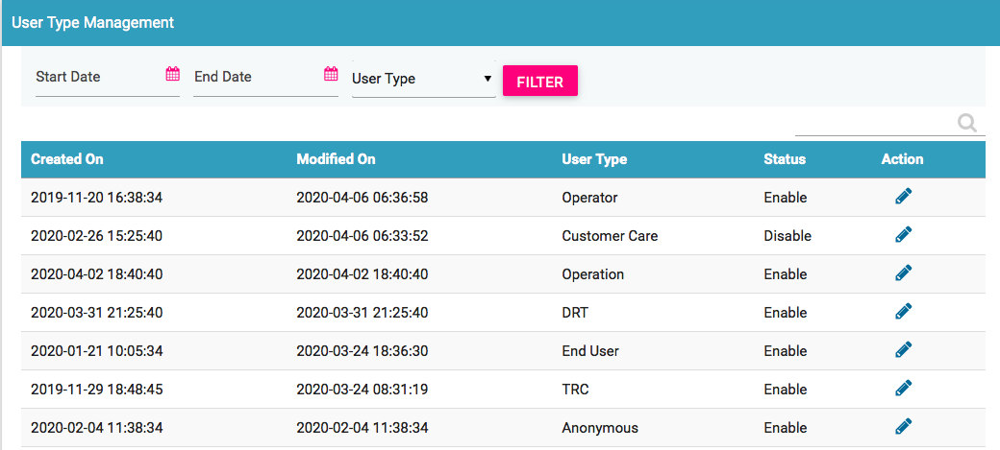 User Type Management
Start Date End Date User Type FILTER
Created On Modified On User Type Status Action
2019-11-20 16:38:34 2020-04-06 06:36:58 Operator Enable
2020-02-26 15:25:40 2020-04-06 06:33:52 Customer Care Disable
2020-04-02 18:40:40 2020-04-02 18:40:40 Operation Enable
2020-03-31 21:25:40 2020-03-31 21:25:40 DRT Enable
2020-01-21 10:05:34 2020-03-24 18:36:30 End User Enable
2019-11-29 18:48:45 2020-03-24 08:31:19 TRC Enable
2020-02-04 11:38:34 2020-02-04 11:38:34 Anonymous Enable